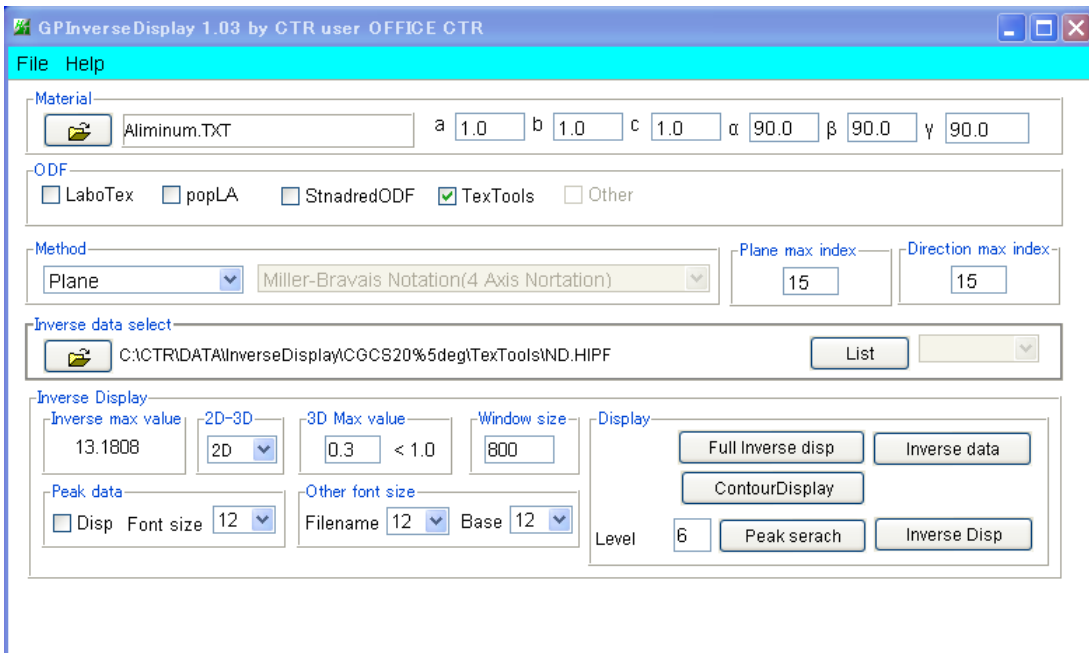 GPInverseDisplay 1.03 by CTR user OFFICE CTR
File Help
Material
Aliminum.TXT a 1.0 b 1.0 c 1.0 α 90.0 β 90.0 γ 90.0
ODF
LaboTex popLA StnadredODF TexTools Other
Method Plane max index Direction max index
Plane Miller-Bravais Notation(4 Axis Nortation) 15 15
Inverse data select
C:\CTR\DATA\InverseDisplay\CGCS20%5deg\TexTools\ND.HIPF List
Inverse Display
Inverse max value 2D-3D 3D Max value Window size Display
13.1808 2D 0.3 < 1.0 800 Full Inverse disp Inverse data
ContourDisplay
Peak data Other font size
Disp Font size 12 Filename 12 Base 12
Level 6 Peak serach Inverse Disp